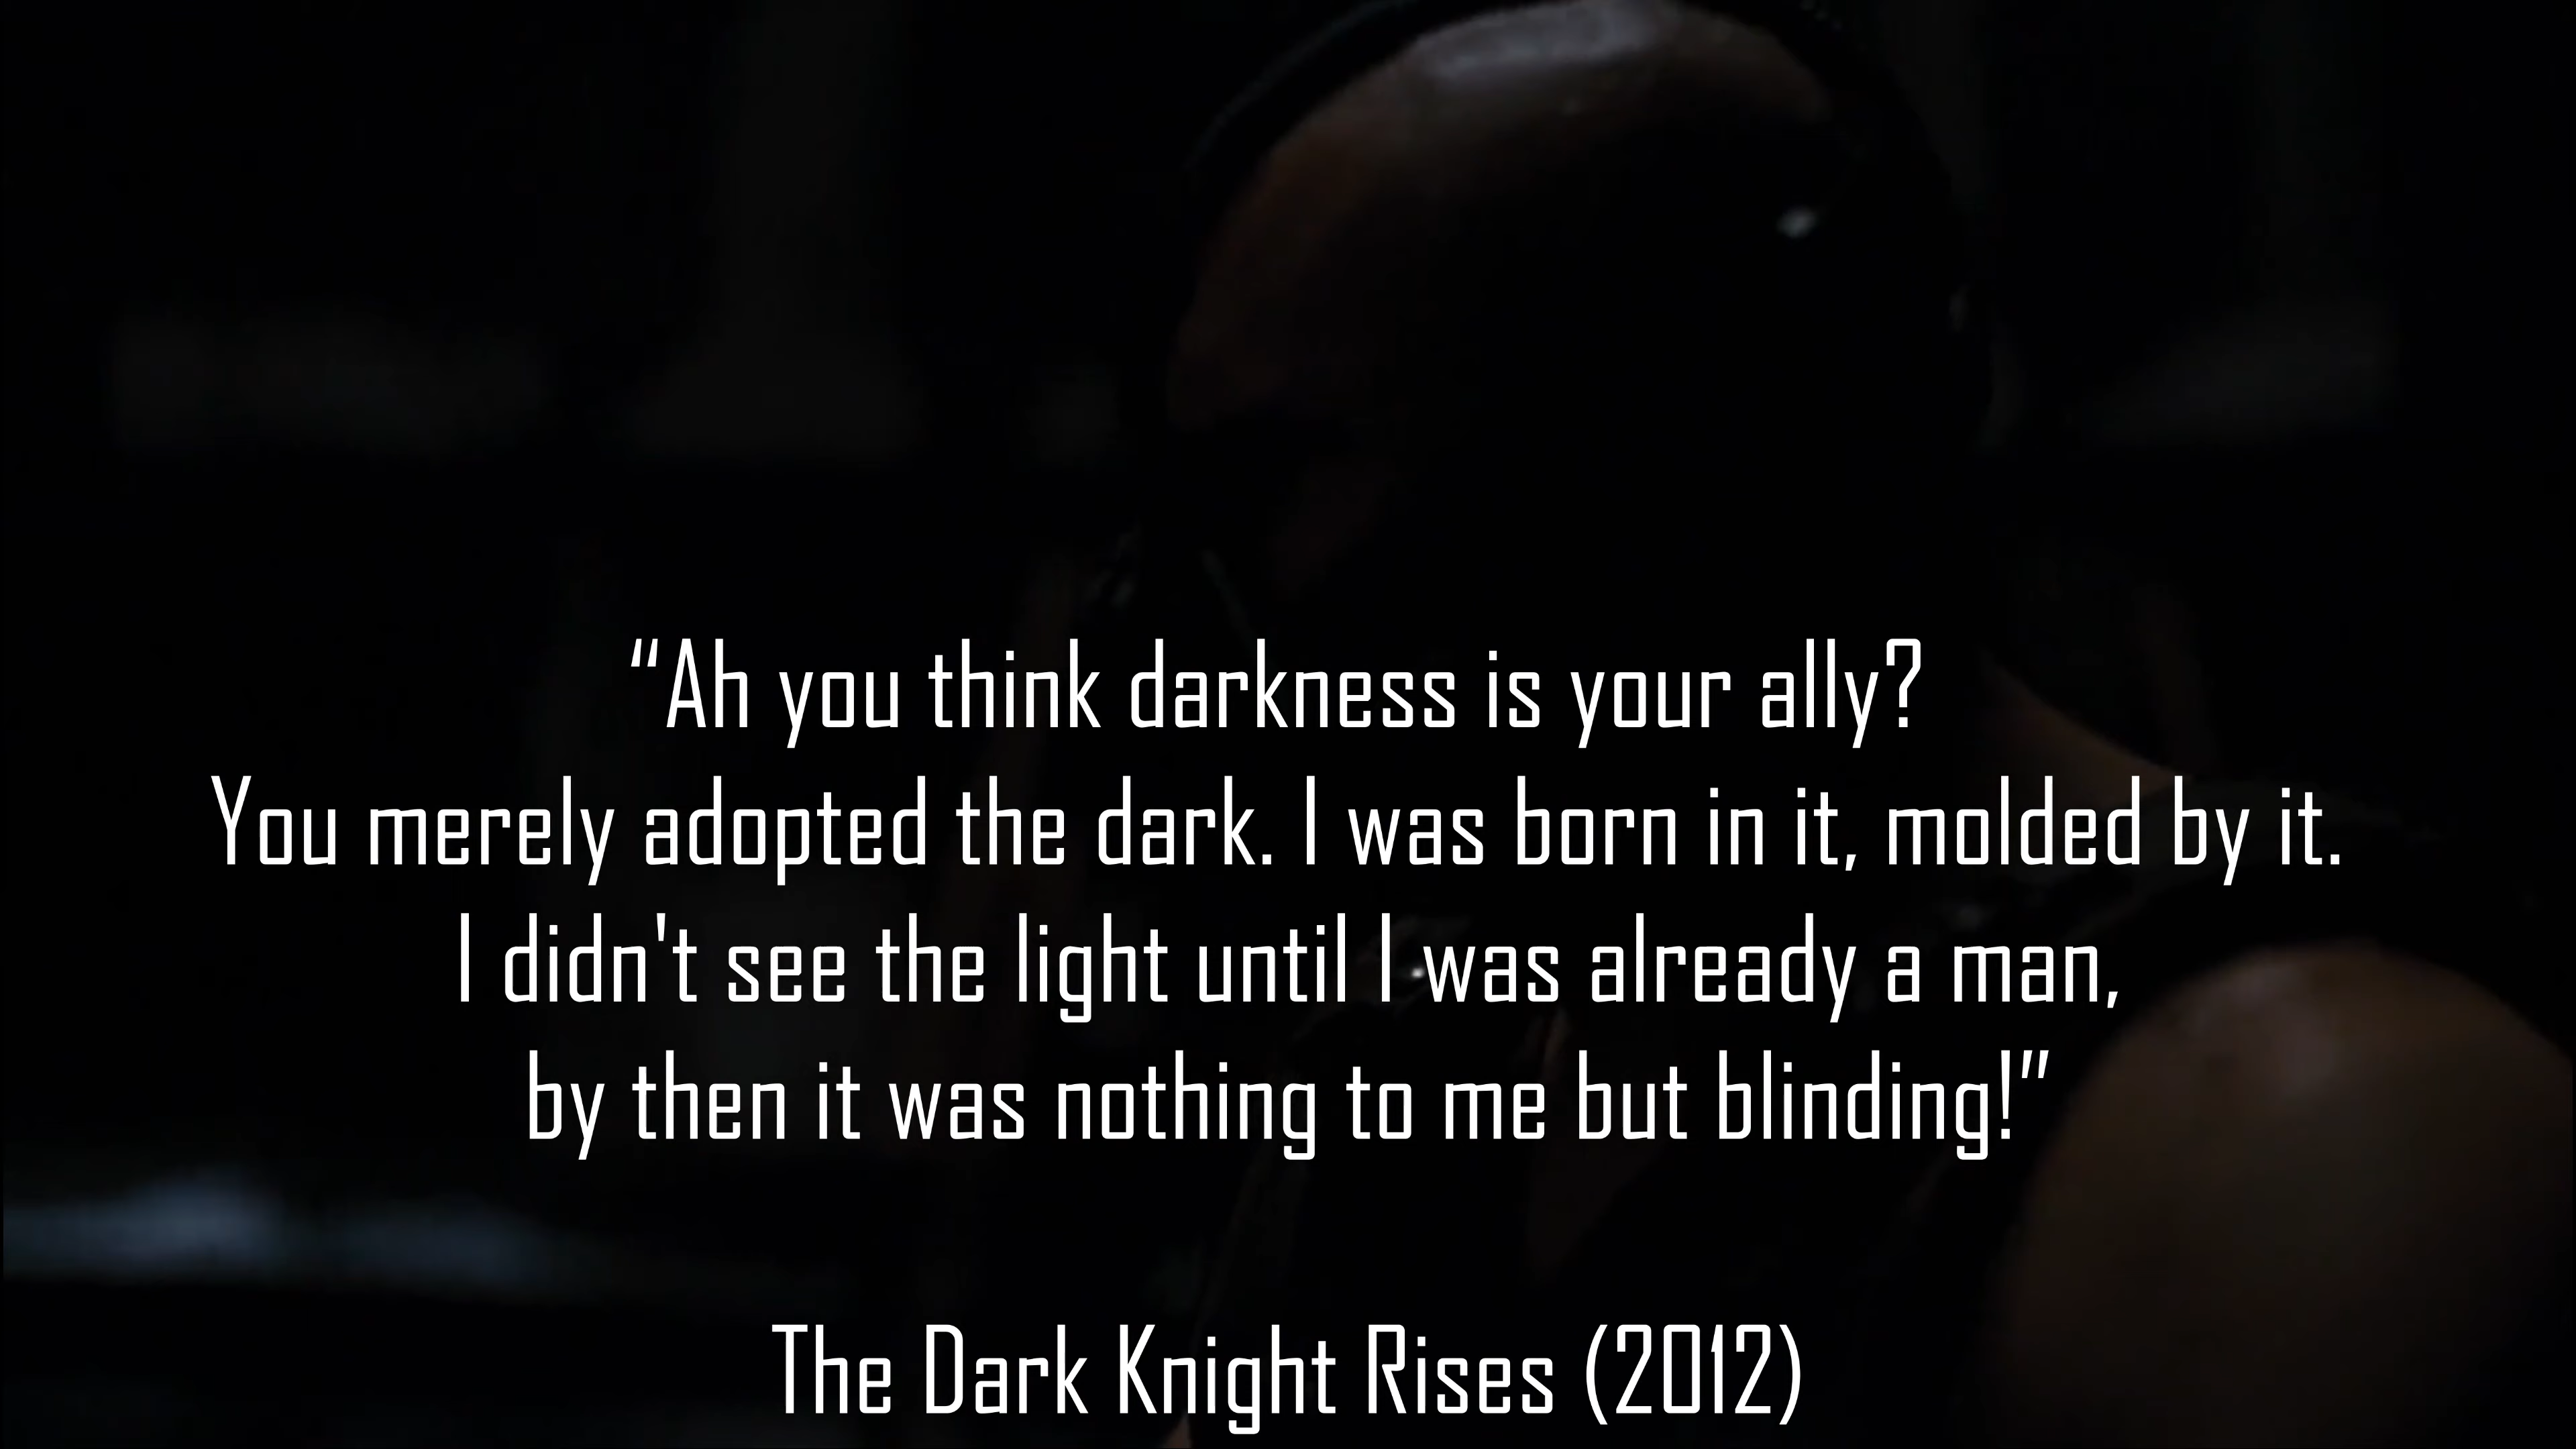 “Ah you think darkness is your ally?
You merely adopted the dark. I was born in it, molded by it.
I didn't see the light until I was already a man,
by then it was nothing to me but blinding!”
The Dark Knight Rises (2012)